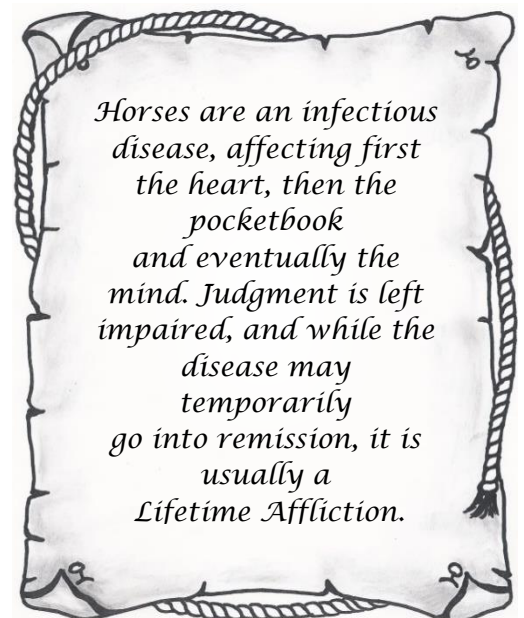 Horses are an infectious
disease, affecting first
the heart, then the
pocketbook
and eventually the
mind. Judgment is left
impaired, and while the
disease may
temporarily
go into remission, it is
usually a
Lifetime Affliction.